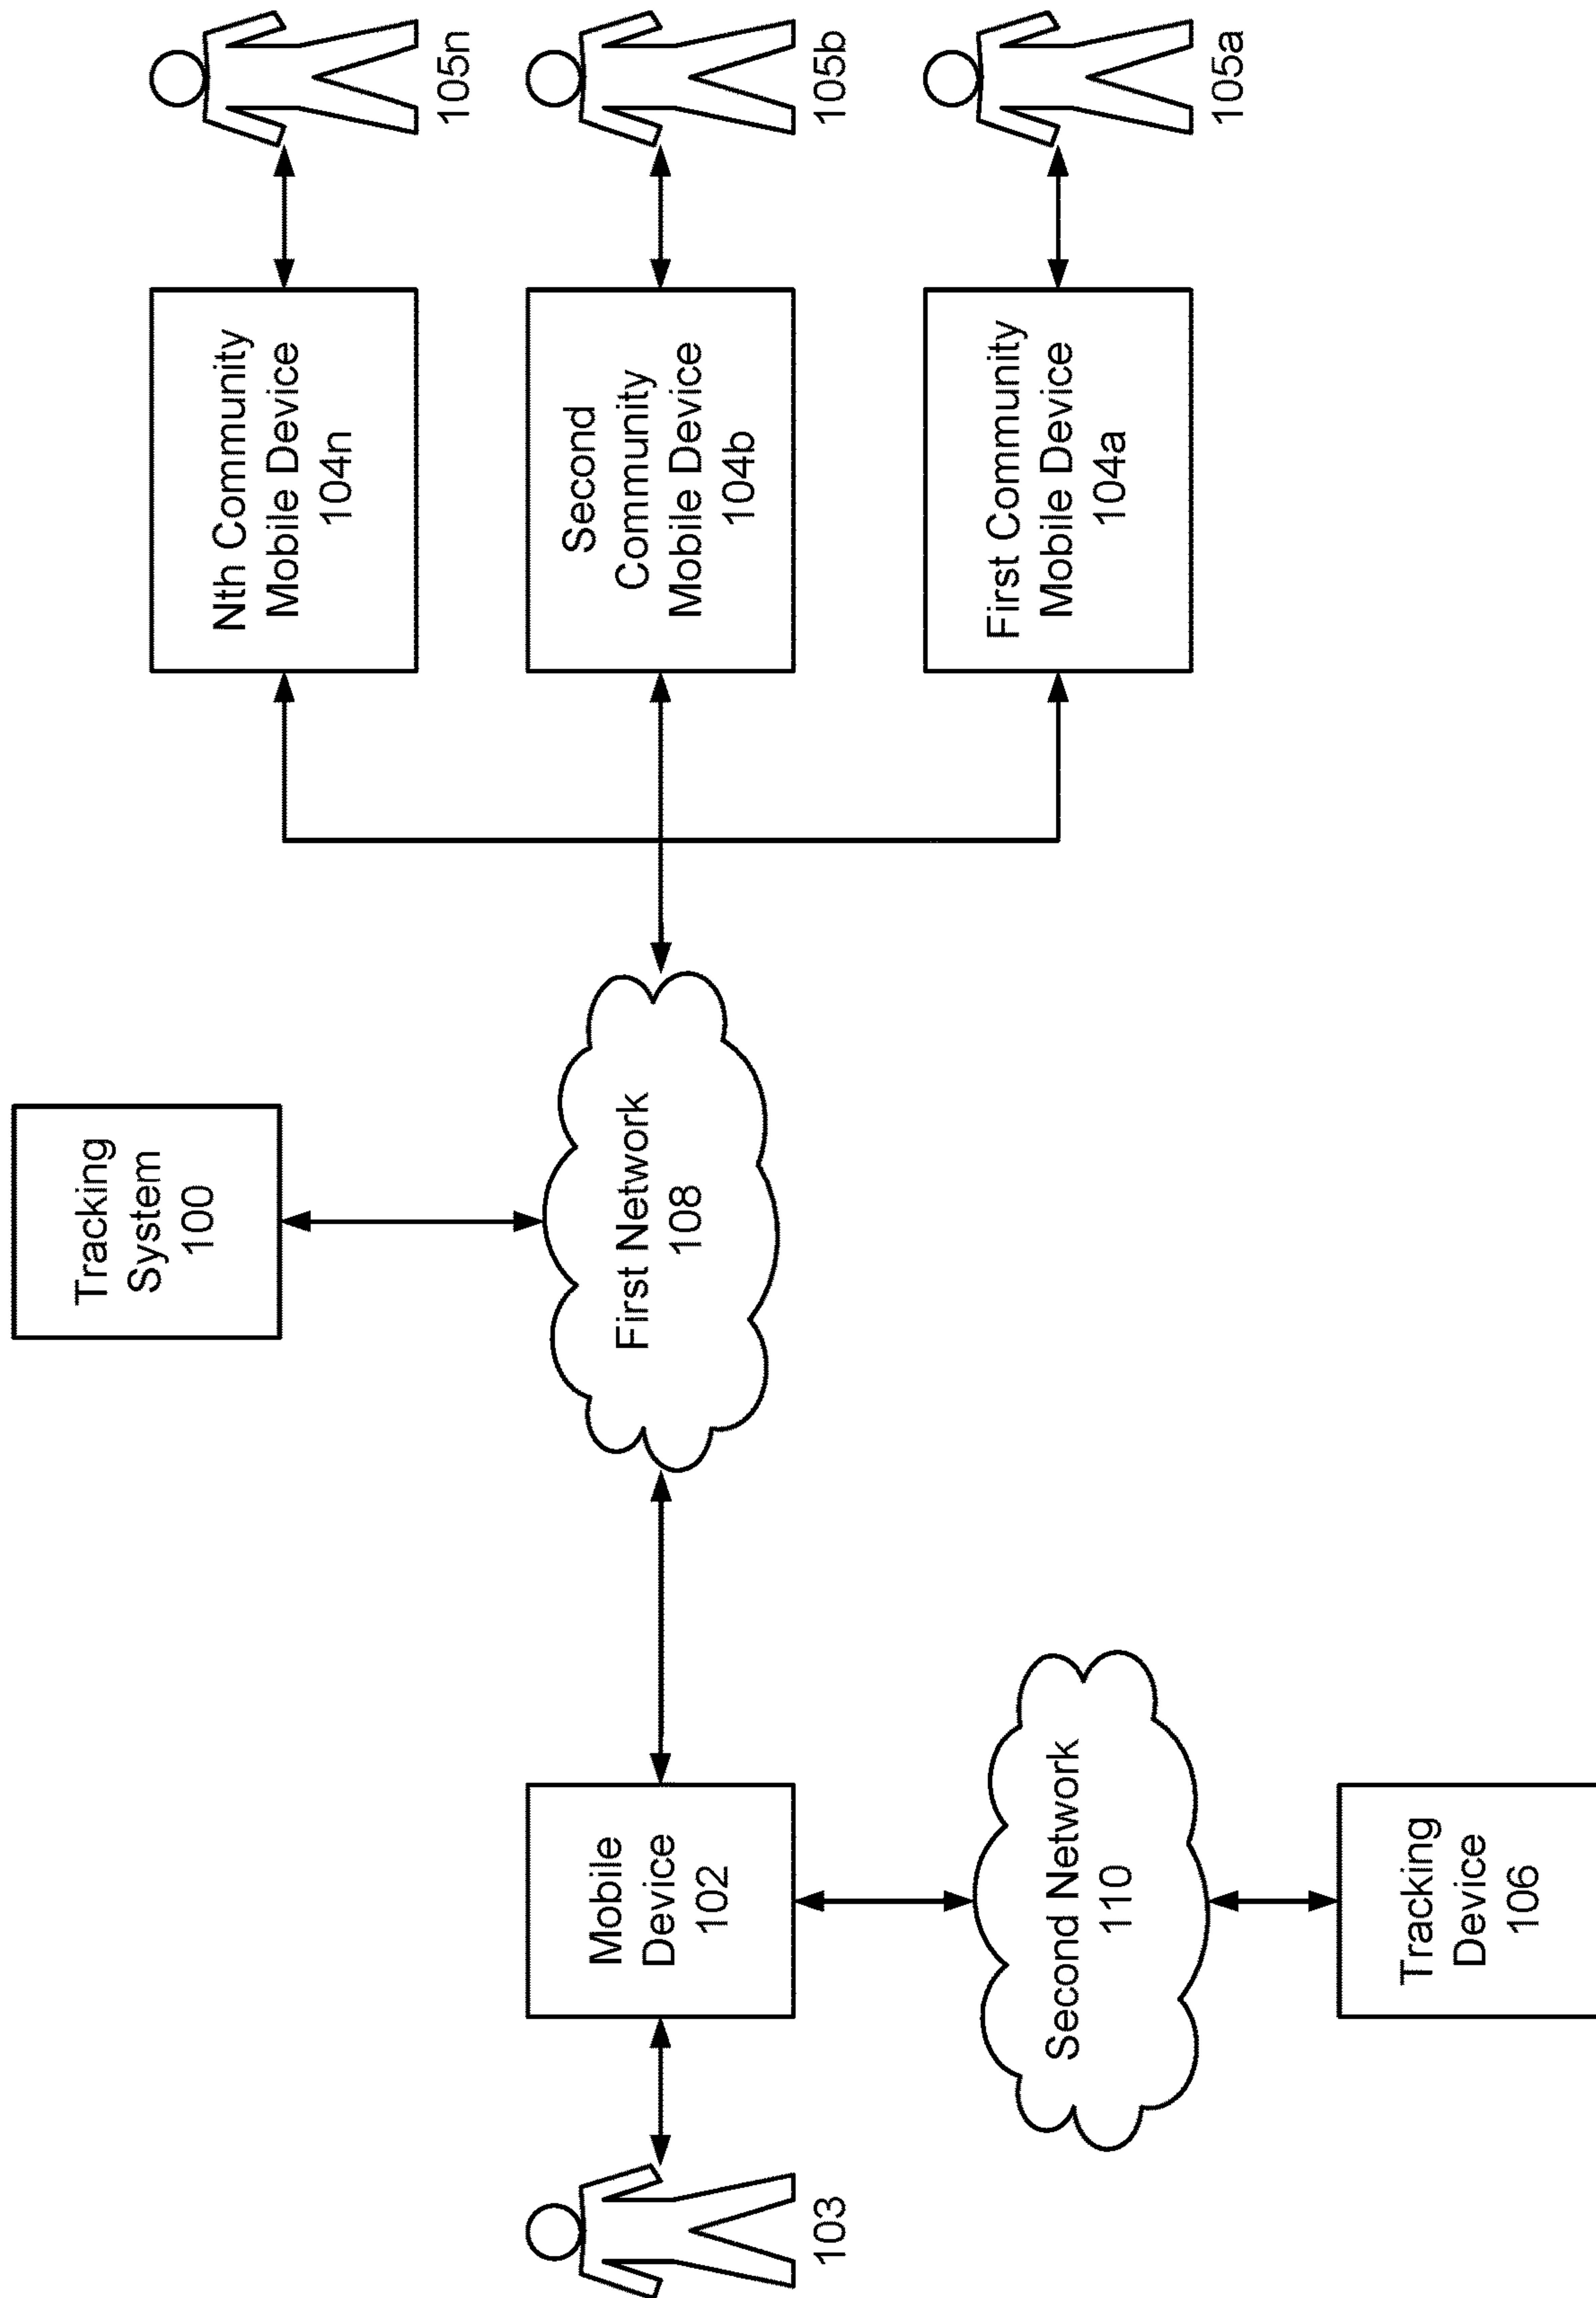 Tracking
System
100
Nth Community
Mobile Device
104n
105n
103
Mobile
Device
102
First Network
108
Second
Community
Mobile Device
104b
105b
Second Network
110
First Community
Mobile Device
104a
105a
Tracking
Device
106